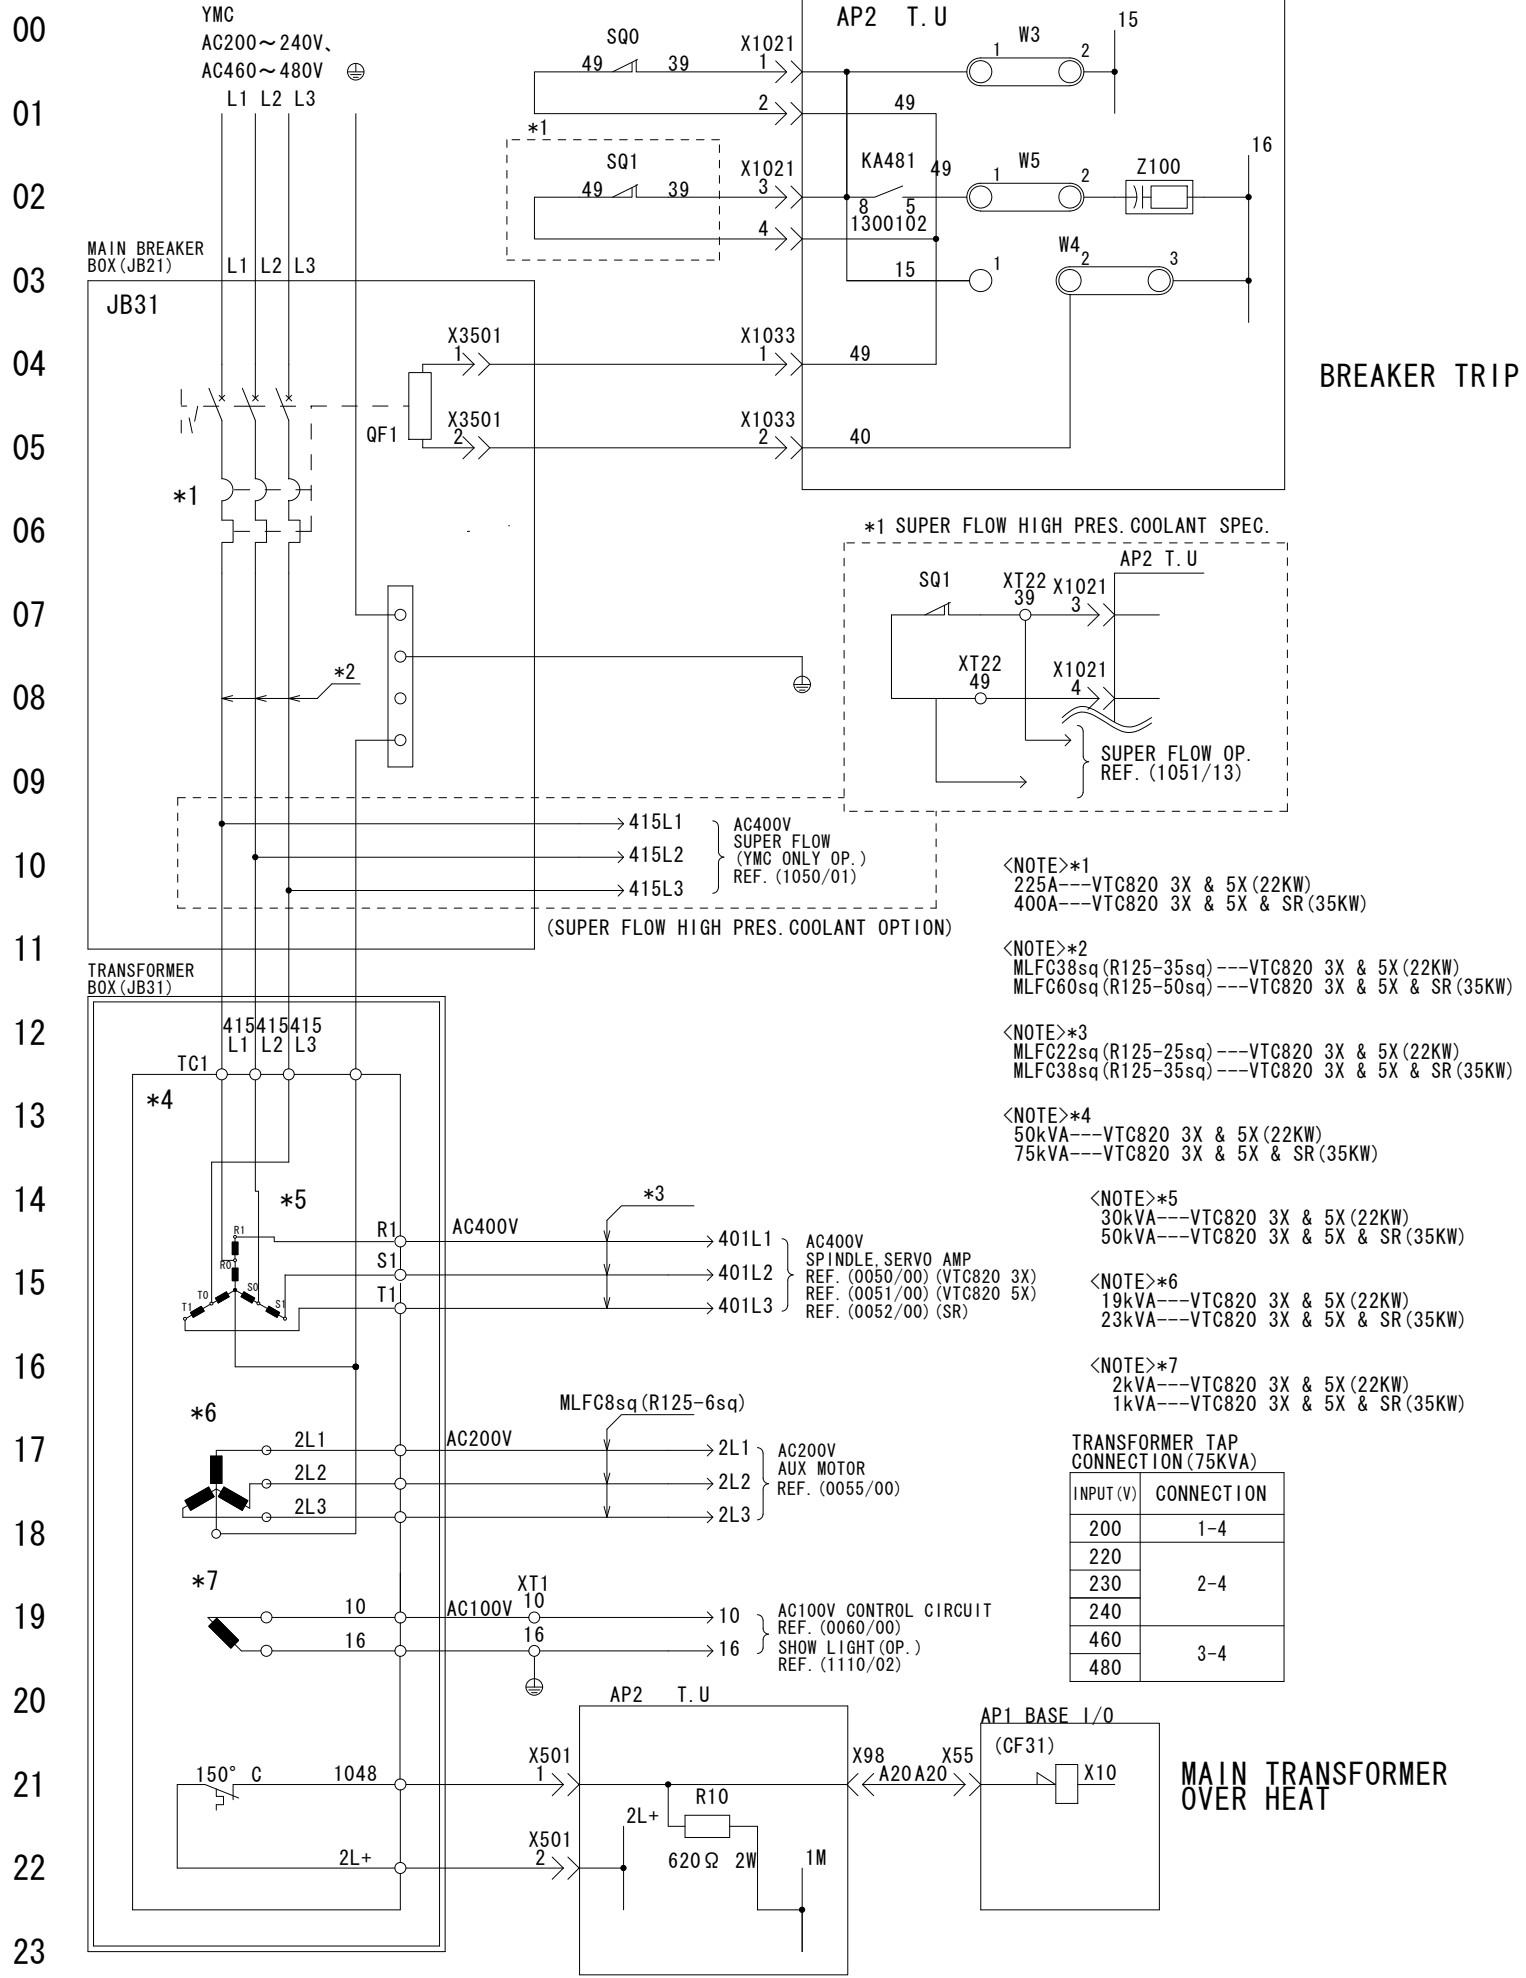 00
YMC
AC200～240V、
AC460～480V
L1 L2 L3
SQ0
49 39
X1021
1
AP2 T.U
W3
1 2
15
01
2
49
*1
SQ1
49 39
X1021
3
KA481
49
W5
1 2
Z100
16
02
8 5
1300102
4
MAIN BREAKER
BOX(JB21)
L1 L2 L3
W4
2 3
03
15
1
JB31
X3501
1
X1033
1
04
49
BREAKER TRIP
QF1
X3501
2
X1033
2
05
40
*1
06
*1 SUPER FLOW HIGH PRES.COOLANT SPEC.
AP2 T.U
SQ1
XT22
39
X1021
3
07
*2
XT22
49
X1021
4
08
SUPER FLOW OP.
REF.(1051/13)
09
415L1
415L2
415L3
AC400V
SUPER FLOW
(YMC ONLY OP.)
REF.(1050/01)
10
(SUPER FLOW HIGH PRES.COOLANT OPTION)
<NOTE>*1
225A---VTC820 3X & 5X(22KW)
400A---VTC820 3X & 5X & SR(35KW)
11
<NOTE>*2
MLFC38sq(R125-35sq)---VTC820 3X & 5X(22KW)
MLFC60sq(R125-50sq)---VTC820 3X & 5X & SR(35KW)
TRANSFORMER
BOX(JB31)
12
415 415 415
L1 L2 L3
TC1
<NOTE>*3
MLFC22sq(R125-25sq)---VTC820 3X & 5X(22KW)
MLFC38sq(R125-35sq)---VTC820 3X & 5X & SR(35KW)
*4
13
<NOTE>*4
50kVA---VTC820 3X & 5X(22KW)
75kVA---VTC820 3X & 5X & SR(35KW)
14
*5
*3
<NOTE>*5
30kVA---VTC820 3X & 5X(22KW)
50kVA---VTC820 3X & 5X & SR(35KW)
R1
R0
T0
S0
T1
S1
R1
S1
T1
AC400V
401L1
401L2
401L3
AC400V
SPINDLE,SERVO AMP
REF.(0050/00)(VTC820 3X)
REF.(0051/00)(VTC820 5X)
REF.(0052/00)(SR)
15
<NOTE>*6
19kVA---VTC820 3X & 5X(22KW)
23kVA---VTC820 3X & 5X & SR(35KW)
16
<NOTE>*7
2kVA---VTC820 3X & 5X(22KW)
1kVA---VTC820 3X & 5X & SR(35KW)
*6
MLFC8sq(R125-6sq)
17
2L1
2L2
2L3
AC200V
2L1
2L2
2L3
AC200V
AUX MOTOR
REF.(0055/00)
18
TRANSFORMER TAP
CONNECTION(75KVA)
INPUT(V) CONNECTION
200 1-4
220
230 2-4
240
460
480 3-4
*7
19
10
16
AC100V
XT1
10
16
10
16
AC100V CONTROL CIRCUIT
REF.(0060/00)
SHOW LIGHT(OP.)
REF.(1110/02)
20
AP2 T.U
AP1 BASE I/O
(CF31)
21
150° C
1048
X501
1
R10
2L+
620Ω 2W
X98
A20 A20
X55
X10
MAIN TRANSFORMER
OVER HEAT
22
2L+
X501
2
1M
23